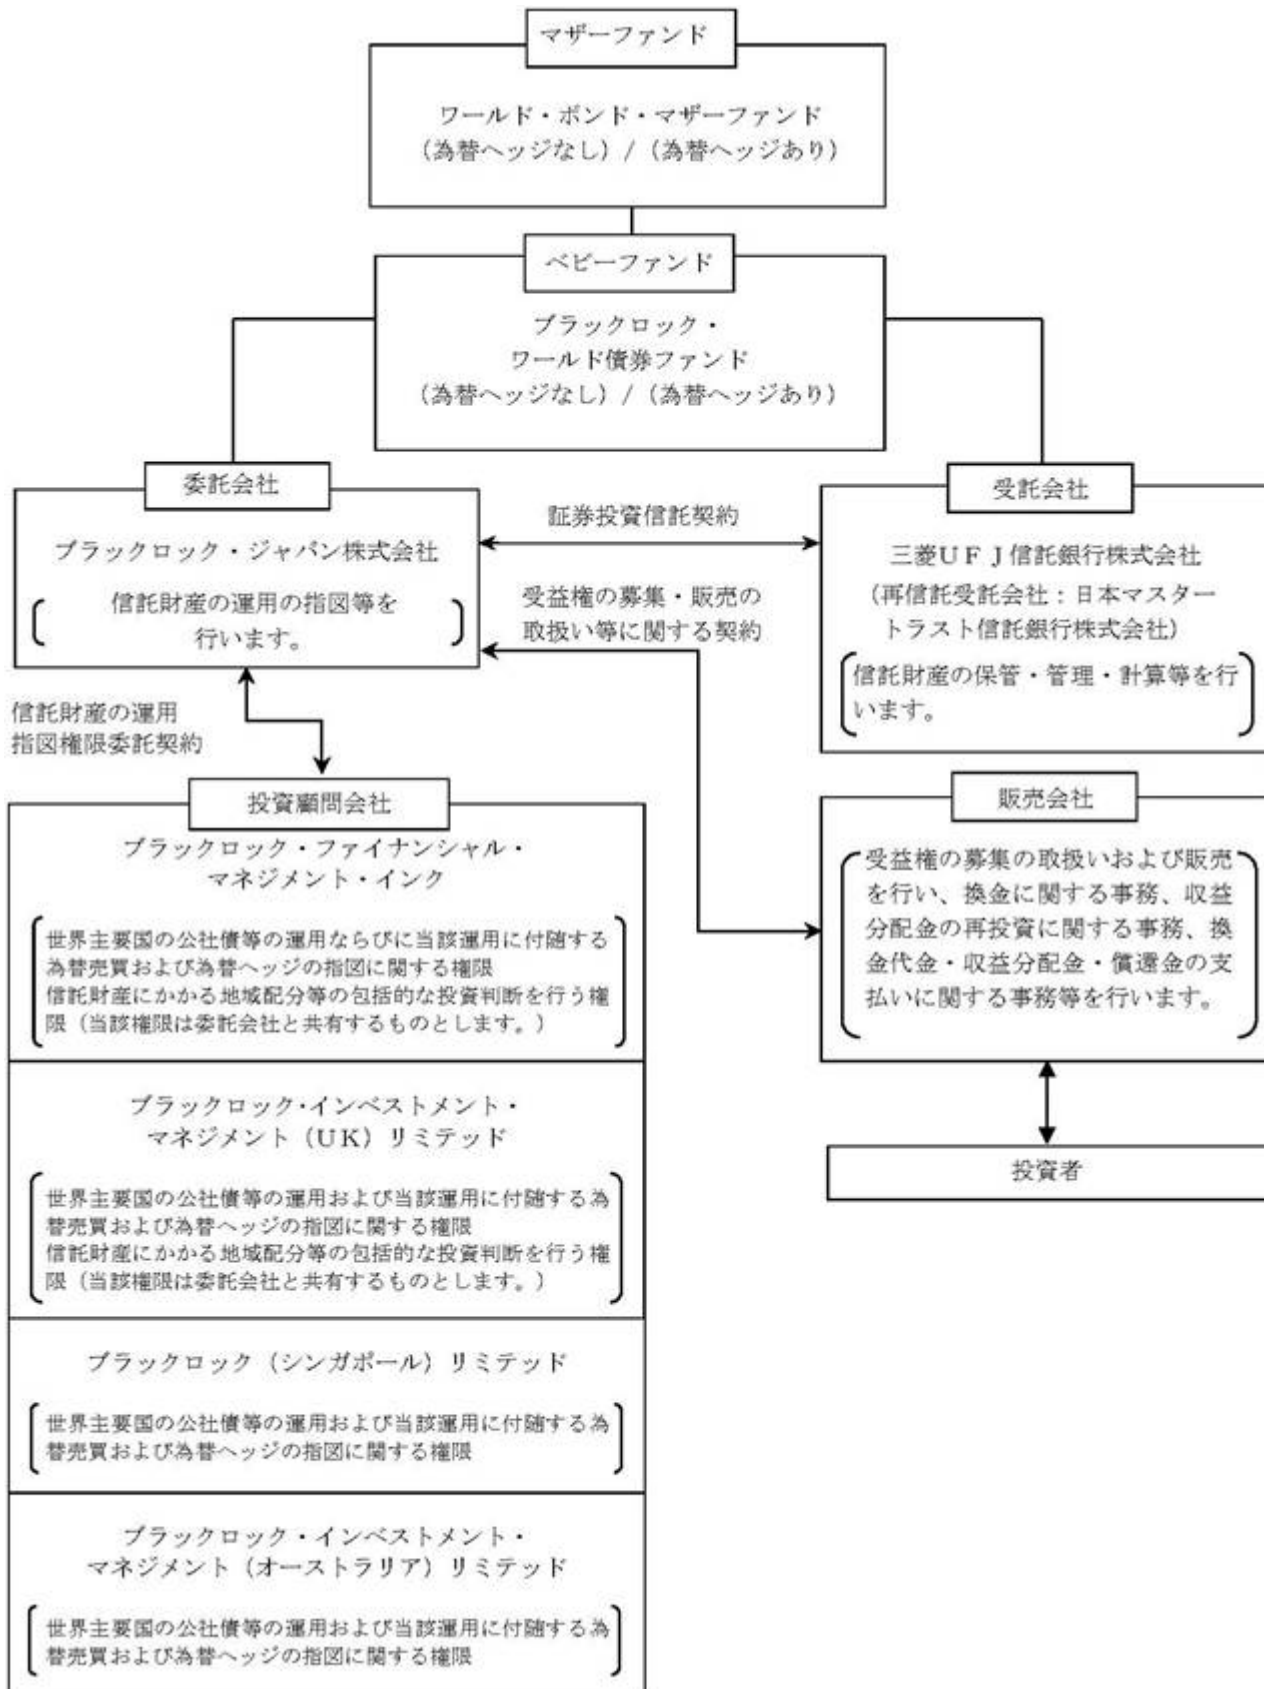 マザーファンド
ワールド・ボンド・マザーファンド
（為替ヘッジなし）/（為替ヘッジあり）
ベビーファンド
ブラックロック・
ワールド債券ファンド
（為替ヘッジなし）/（為替ヘッジあり）
委託会社
ブラックロック・ジャパン株式会社
信託財産の運用の指図等を
行います。
証券投資信託契約
受益権の募集・販売の
取扱い等に関する契約
受託会社
三菱ＵＦＪ信託銀行株式会社
（再信託受託会社：日本マスター
トラスト信託銀行株式会社）
信託財産の保管・管理・計算等を行
います。
信託財産の運用
指図権限委託契約
投資顧問会社
ブラックロック・ファイナンシャル・
マネジメント・インク
世界主要国の公社債等の運用ならびに当該運用に付随する
為替売買および為替ヘッジの指図に関する権限
信託財産にかかる地域配分等の包括的な投資判断を行う権
限（当該権限は委託会社と共有するものとします。）
ブラックロック・インベストメント・
マネジメント（ＵＫ）リミテッド
世界主要国の公社債等の運用および当該運用に付随する為
替売買および為替ヘッジの指図に関する権限
信託財産にかかる地域配分等の包括的な投資判断を行う権
限（当該権限は委託会社と共有するものとします。）
ブラックロック（シンガポール）リミテッド
世界主要国の公社債等の運用および当該運用に付随する為
替売買および為替ヘッジの指図に関する権限
ブラックロック・インベストメント・
マネジメント（オーストラリア）リミテッド
世界主要国の公社債等の運用および当該運用に付随する為
替売買および為替ヘッジの指図に関する権限
販売会社
受益権の募集の取扱いおよび販売
を行い、換金に関する事務、収益
分配金の再投資に関する事務、換
金代金・収益分配金・償還金の支
払いに関する事務等を行います。
投資者